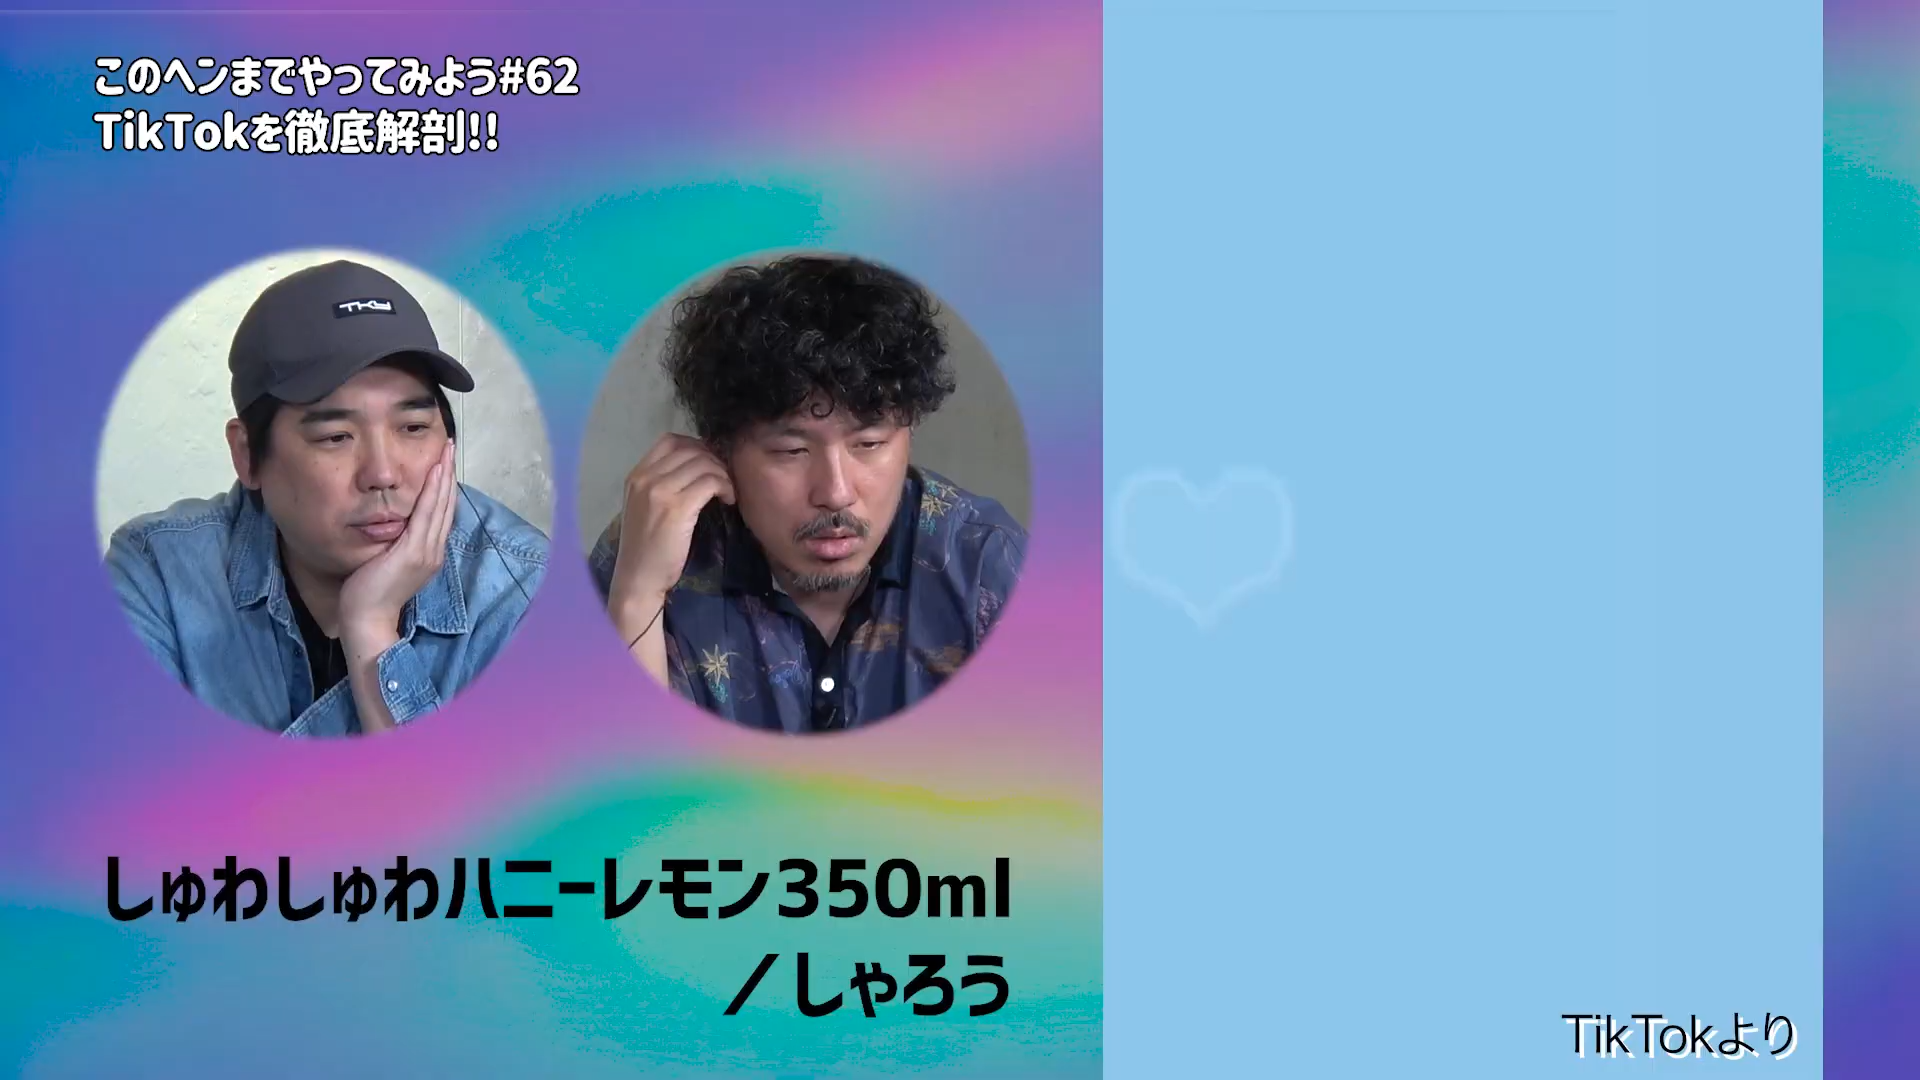 このヘンまでやってみよう#62
TikTokを徹底解剖!!
TKY
しゅわしゅわハニーレモン350ml
／しゃろう
TikTokより